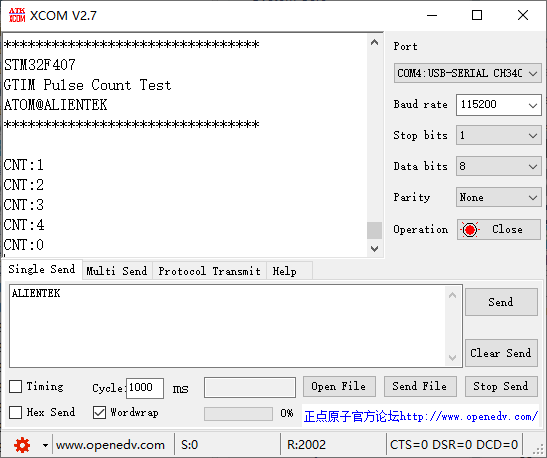 ATK XCOM XCOM V2.7
********************************
STM32F407
GTIM Pulse Count Test
ATOM@ALIENTEK
********************************
CNT:1
CNT:2
CNT:3
CNT:4
CNT:0
Port
COM4:USB-SERIAL CH340
Baud rate 115200
Stop bits 1
Data bits 8
Parity None
Operation Close
Single Send Multi Send Protocol Transmit Help
ALIENTEK
Send
Clear Send
Timing Cycle: 1000 ms Open File Send File Stop Send
Hex Send Wordwrap 0% 正点原子官方论坛http://www.openedv.com/
www.openedv.com S:0 R:2002 CTS=0 DSR=0 DCD=0